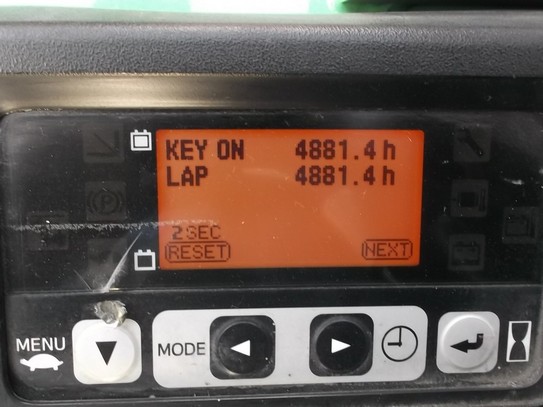 KEY ON 4881.4 h
LAP 4881.4 h
2SEC
RESET NEXT
MENU MODE